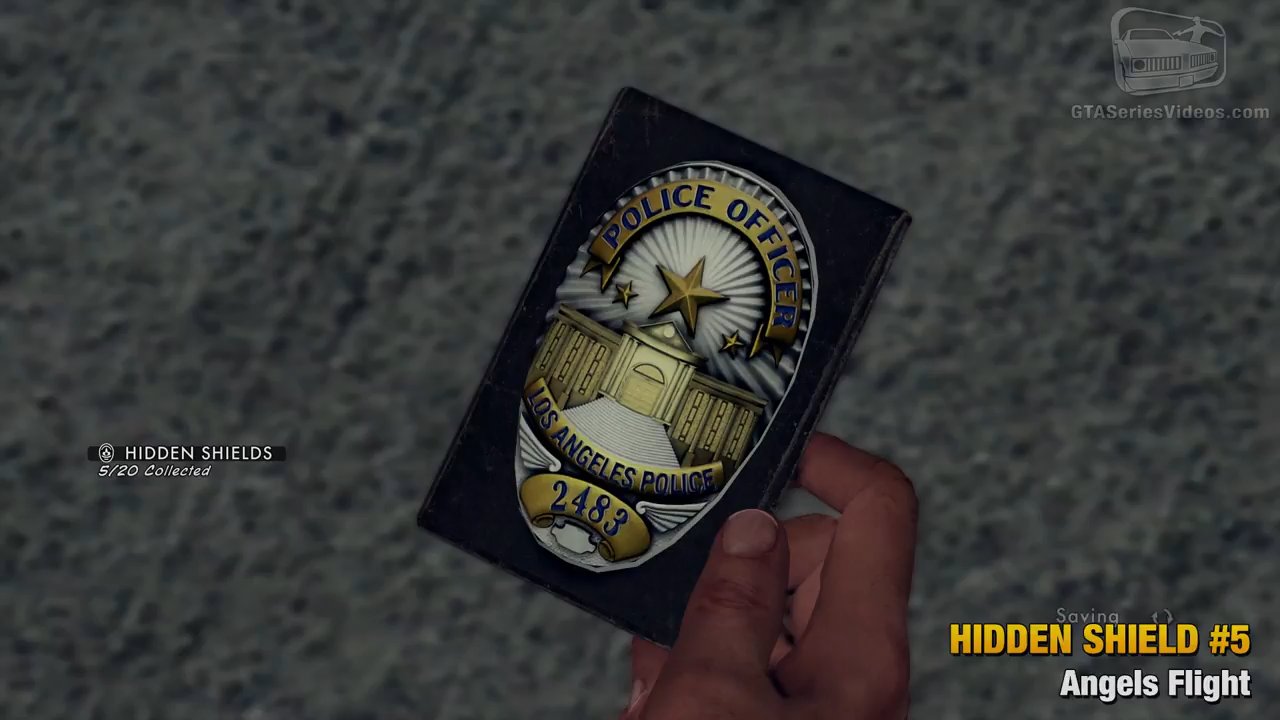 GTASeriesVideos.com
POLICE OFFICER
LOS ANGELES POLICE
2483
HIDDEN SHIELDS
5/20 Collected
Saving
HIDDEN SHIELD #5
Angels Flight